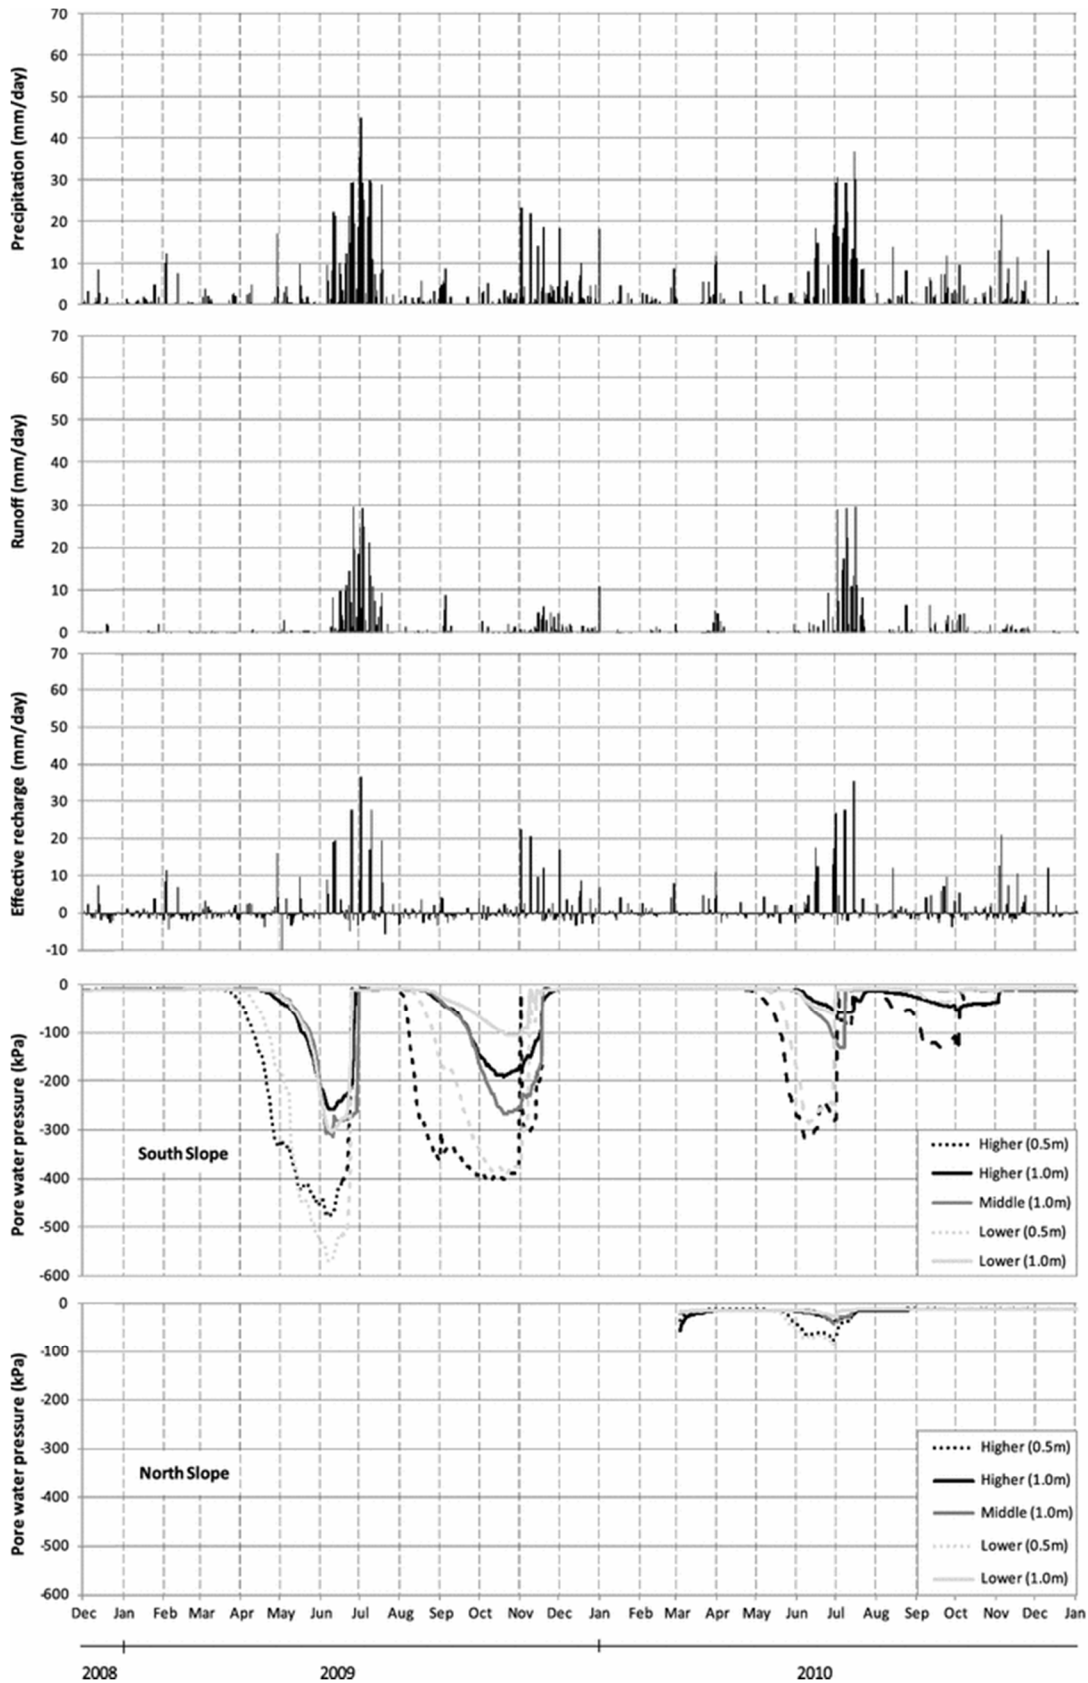 Precipitation (mm/day)
70
60
50
40
30
20
10
0
Runoff (mm/day)
70
60
50
40
30
20
10
0
Effective recharge (mm/day)
70
60
50
40
30
20
10
0
-10
Pore water pressure (kPa)
0
-100
-200
-300
-400
-500
-600
South Slope
Higher (0.5m)
Higher (1.0m)
Middle (1.0m)
Lower (0.5m)
Lower (1.0m)
Pore water pressure (kPa)
0
-100
-200
-300
-400
-500
-600
North Slope
Higher (0.5m)
Higher (1.0m)
Middle (1.0m)
Lower (0.5m)
Lower (1.0m)
Dec Jan Feb Mar Apr May Jun Jul Aug Sep Oct Nov Dec Jan Feb Mar Apr May Jun Jul Aug Sep Oct Nov Dec Jan
2008 2009 2010